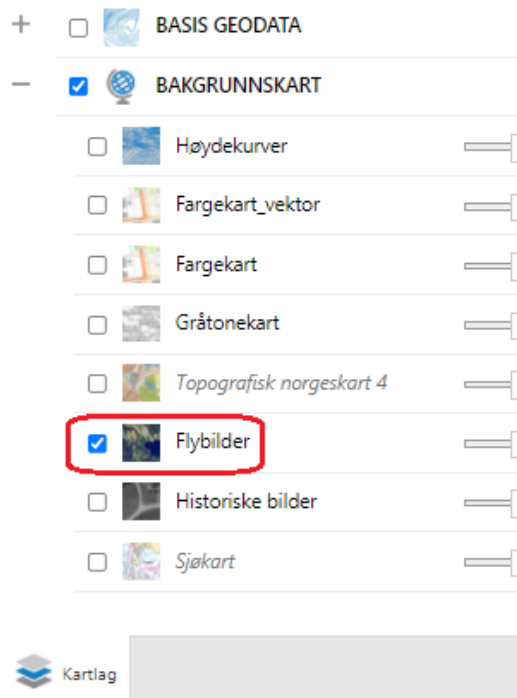 BASIS GEODATA
BAKGRUNNSKART
Høydekurver
Fargekart_vektor
Fargekart
Gråtonekart
Topografisk norgeskart 4
Flybilder
Historiske bilder
Sjøkart
Kartlag